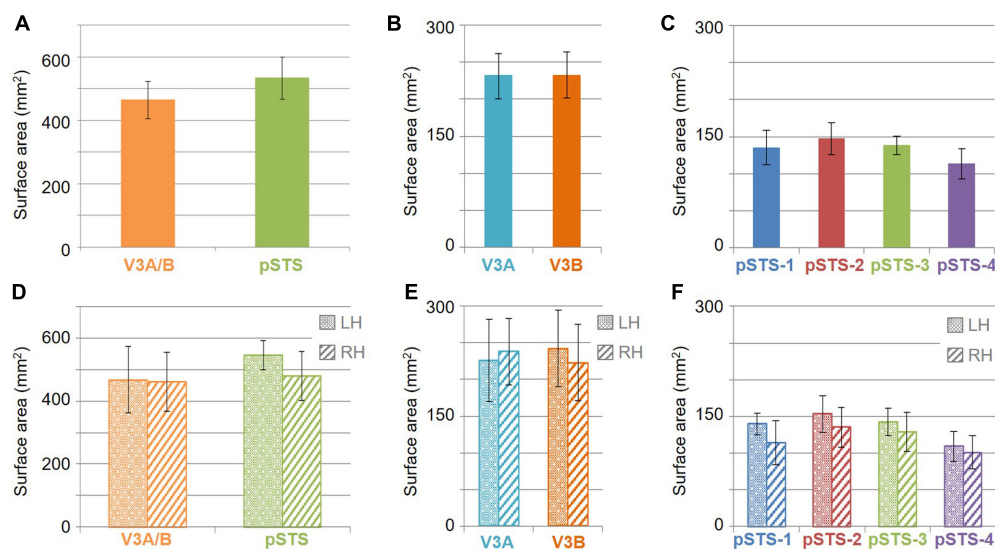 A
Surface area (mm²)
600
400
200
0
V3A/B pSTS
B
Surface area (mm²)
300
150
0
V3A V3B
C
Surface area (mm²)
300
150
0
pSTS-1 pSTS-2 pSTS-3 pSTS-4
D
Surface area (mm²)
600
400
200
0
LH
RH
V3A/B pSTS
E
Surface area (mm²)
300
150
0
LH
RH
V3A V3B
F
Surface area (mm²)
300
150
0
LH
RH
pSTS-1 pSTS-2 pSTS-3 pSTS-4